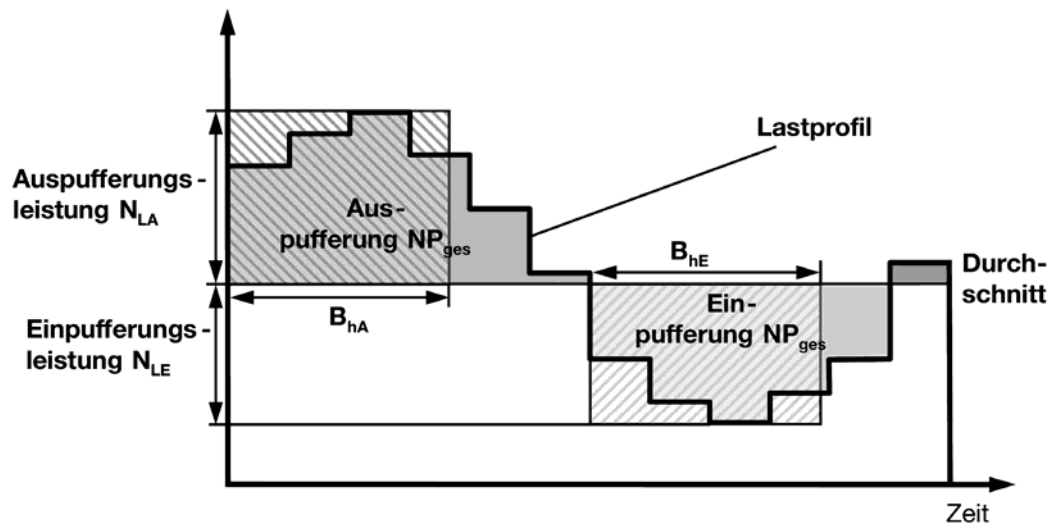 Lastprofil
Auspufferungs-
leistung N_LA
Aus-
pufferung NP_ges
B_hE
Durch-
schnitt
B_hA
Ein-
pufferung NP_ges
Einpufferungs-
leistung N_LE
Zeit